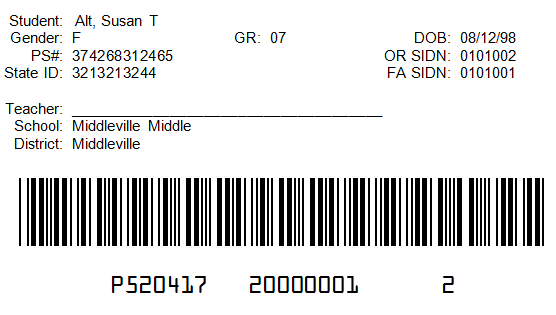 Student: Alt, Susan T
Gender: F GR: 07 DOB: 08/12/98
PS#: 374268312465 OR SIDN: 0101002
State ID: 3213213244 FA SIDN: 0101001
Teacher: ______________________________________
School: Middleville Middle
District: Middleville
P520417 20000001 2